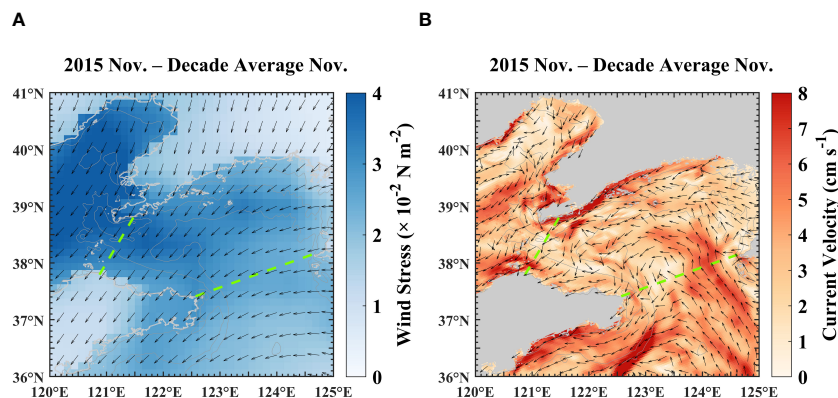 A
2015 Nov. – Decade Average Nov.
41°N
40°N
39°N
38°N
37°N
36°N
120°E 121°E 122°E 123°E 124°E 125°E
4
3
2
1
0
Wind Stress (× 10⁻² N m⁻²)
B
2015 Nov. – Decade Average Nov.
41°N
40°N
39°N
38°N
37°N
36°N
120°E 121°E 122°E 123°E 124°E 125°E
8
7
6
5
4
3
2
1
0
Current Velocity (cm s⁻¹)